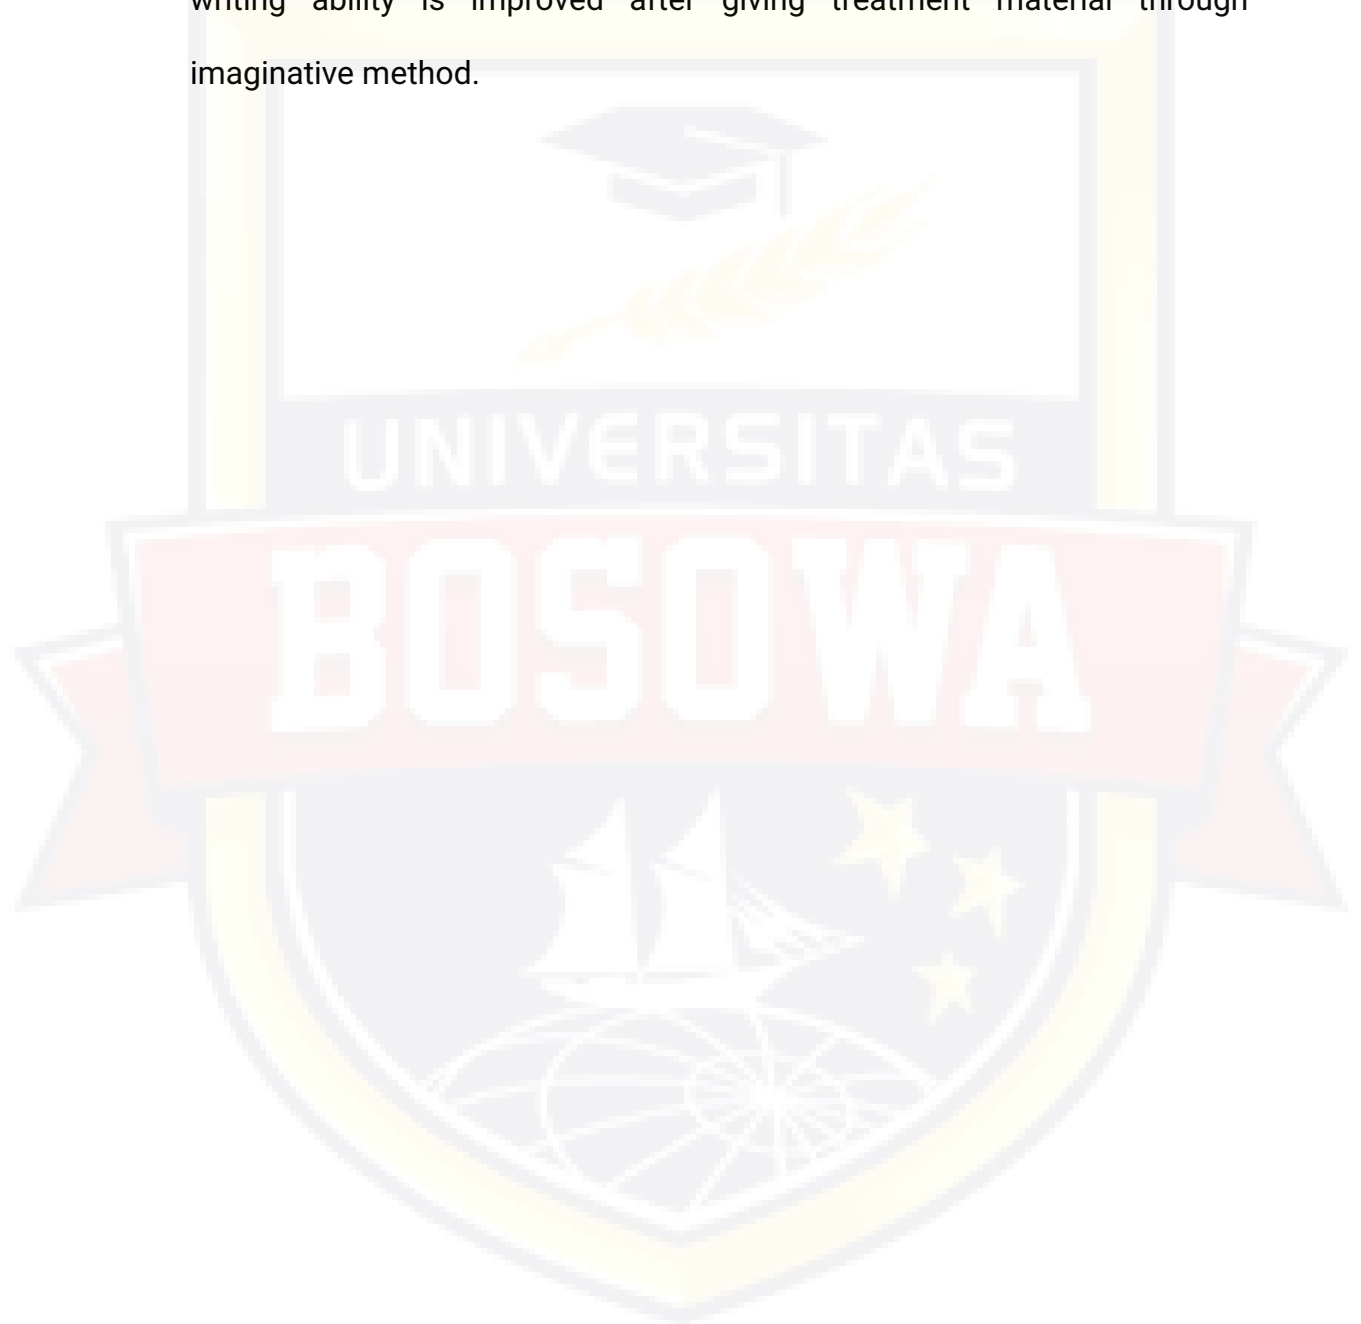 writing ability is improved after giving treatment material through
imaginative method.
UNIVERSITAS
BOSOWA